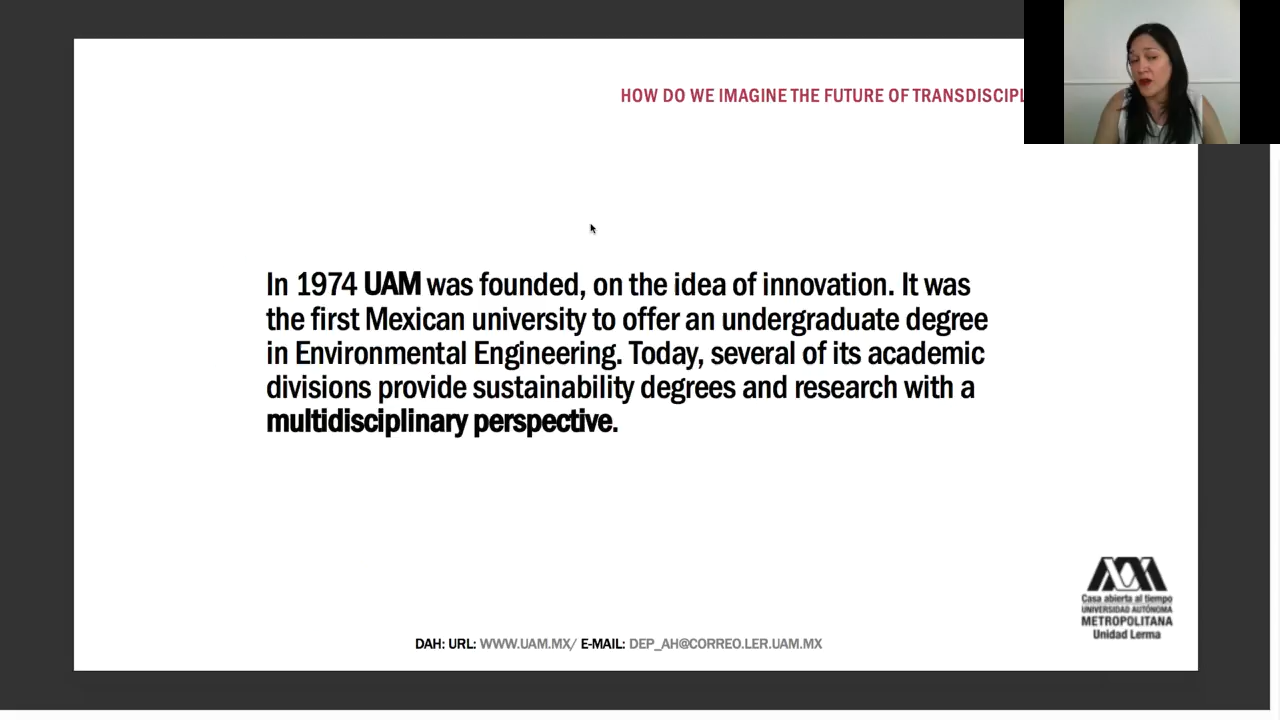 HOW DO WE IMAGINE THE FUTURE OF
In 1974 UAM was founded, on the idea of innovation. It was
the first Mexican university to offer an undergraduate degree
in Environmental Engineering. Today, several of its academic
divisions provide sustainability degrees and research with a
multidisciplinary perspective.
Casa abierta al tiempo
UNIVERSIDAD AUTÓNOMA
METROPOLITANA
Unidad Lerma
DAH: URL: WWW.UAM.MX/ E-MAIL: DEP_AH@CORREO.LER.UAM.MX